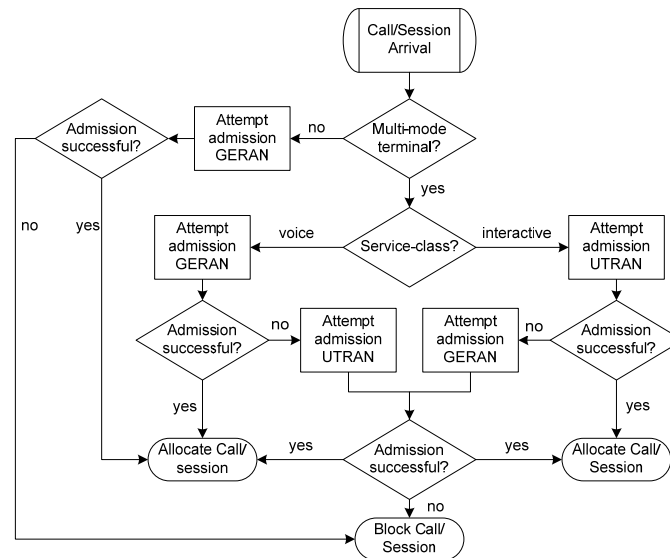 Call/Session
Arrival
Admission
successful?
Attempt
admission
GERAN
no
Multi-mode
terminal?
yes
no
yes
Attempt
admission
GERAN
voice
Service-class?
interactive
Attempt
admission
UTRAN
Admission
successful?
no
Attempt
admission
UTRAN
Attempt
admission
GERAN
no
Admission
successful?
yes
yes
Allocate Call/
session
yes
Admission
successful?
yes
Allocate Call/
Session
no
Block Call/
Session